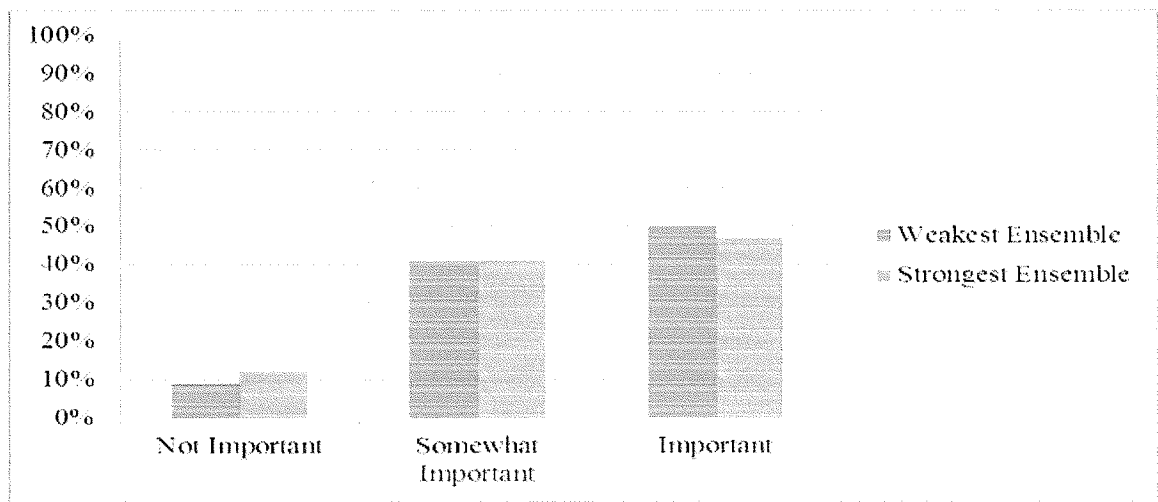 100%
90%
80%
70%
60%
50%
40%
30%
20%
10%
0%
Not Important
Somewhat
Important
Important
Weakest Ensemble
Strongest Ensemble